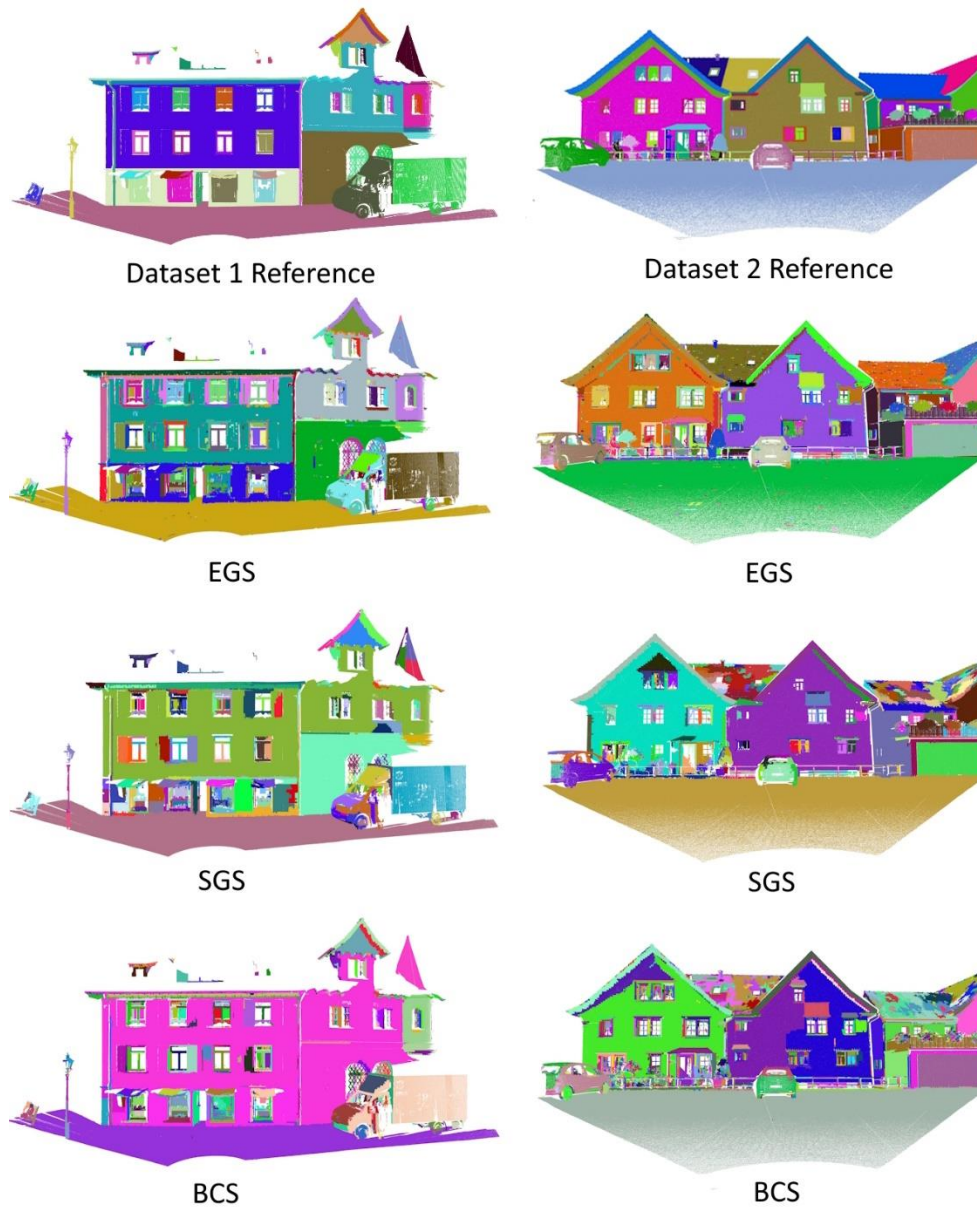 Dataset 1 Reference
Dataset 2 Reference
EGS
EGS
SGS
SGS
BCS
BCS